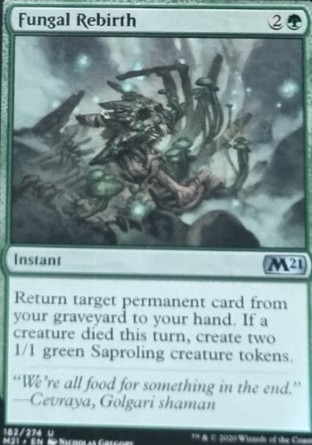 Fungal Rebirth 2
Instant M21
Return target permanent card from
your graveyard to your hand. If a
creature died this turn, create two
1/1 green Saproling creature tokens.
“We’re all food for something in the end.”
—Cevraya, Golgari shaman
182/274 U
M21 • EN Nicholas Gregory ™ & © 2020 Wizards of the Coast